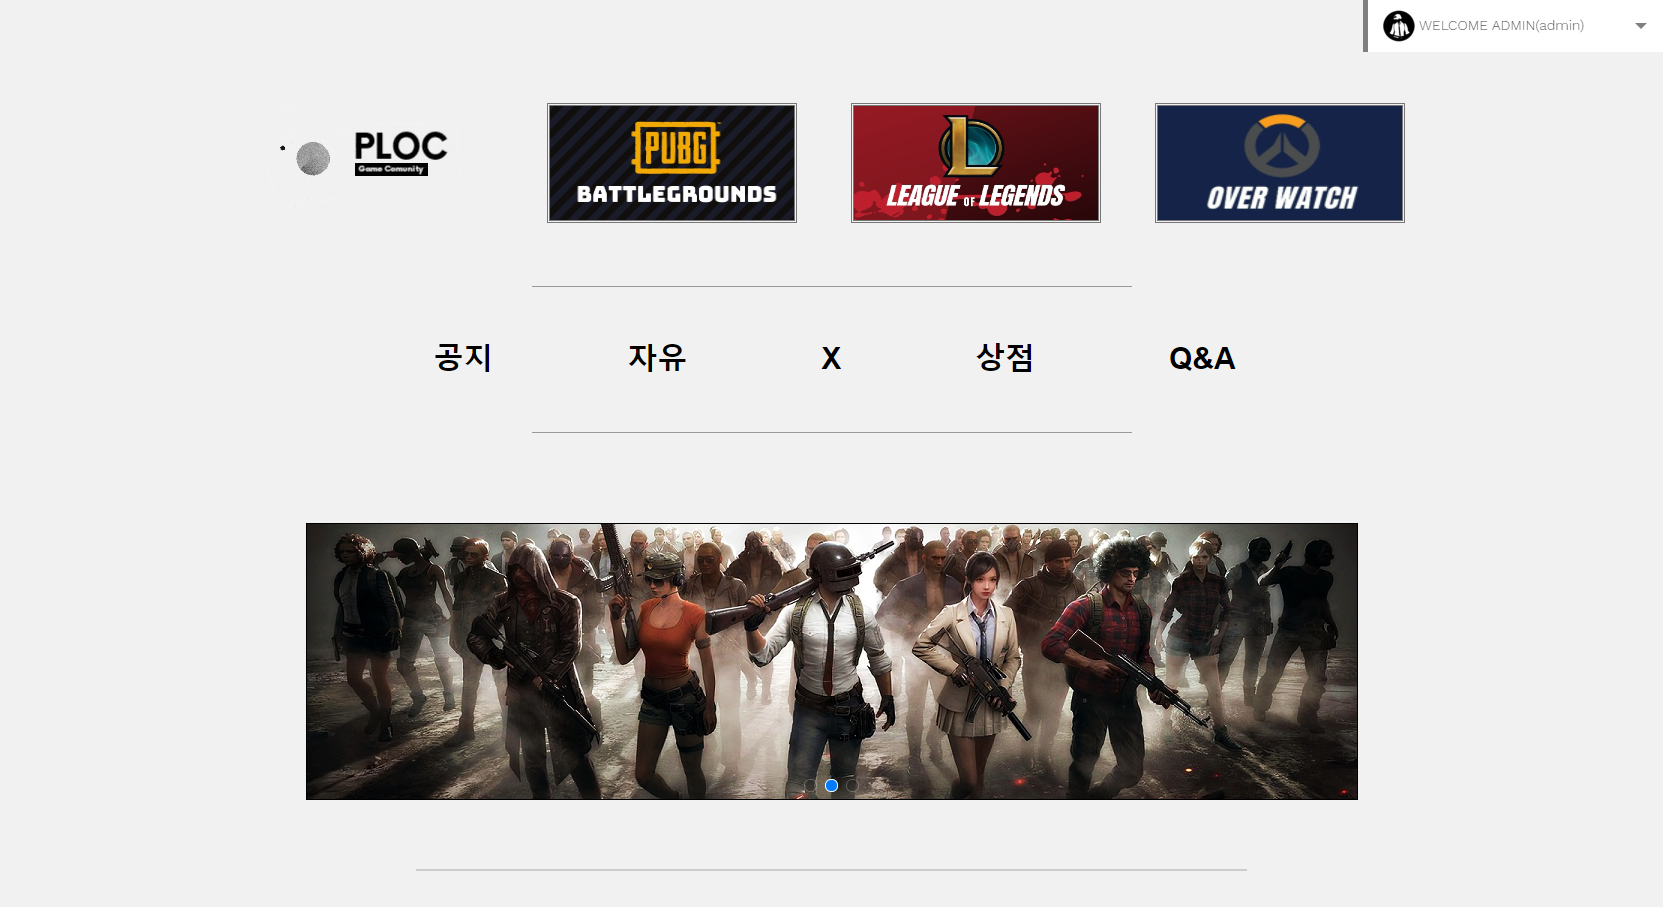 WELCOME ADMIN(admin)
PLOC
Game Comunity
PUBG
BATTLEGROUNDS
L
LEAGUE OF LEGENDS
OVER WATCH
공지
자유
X
상점
Q&A